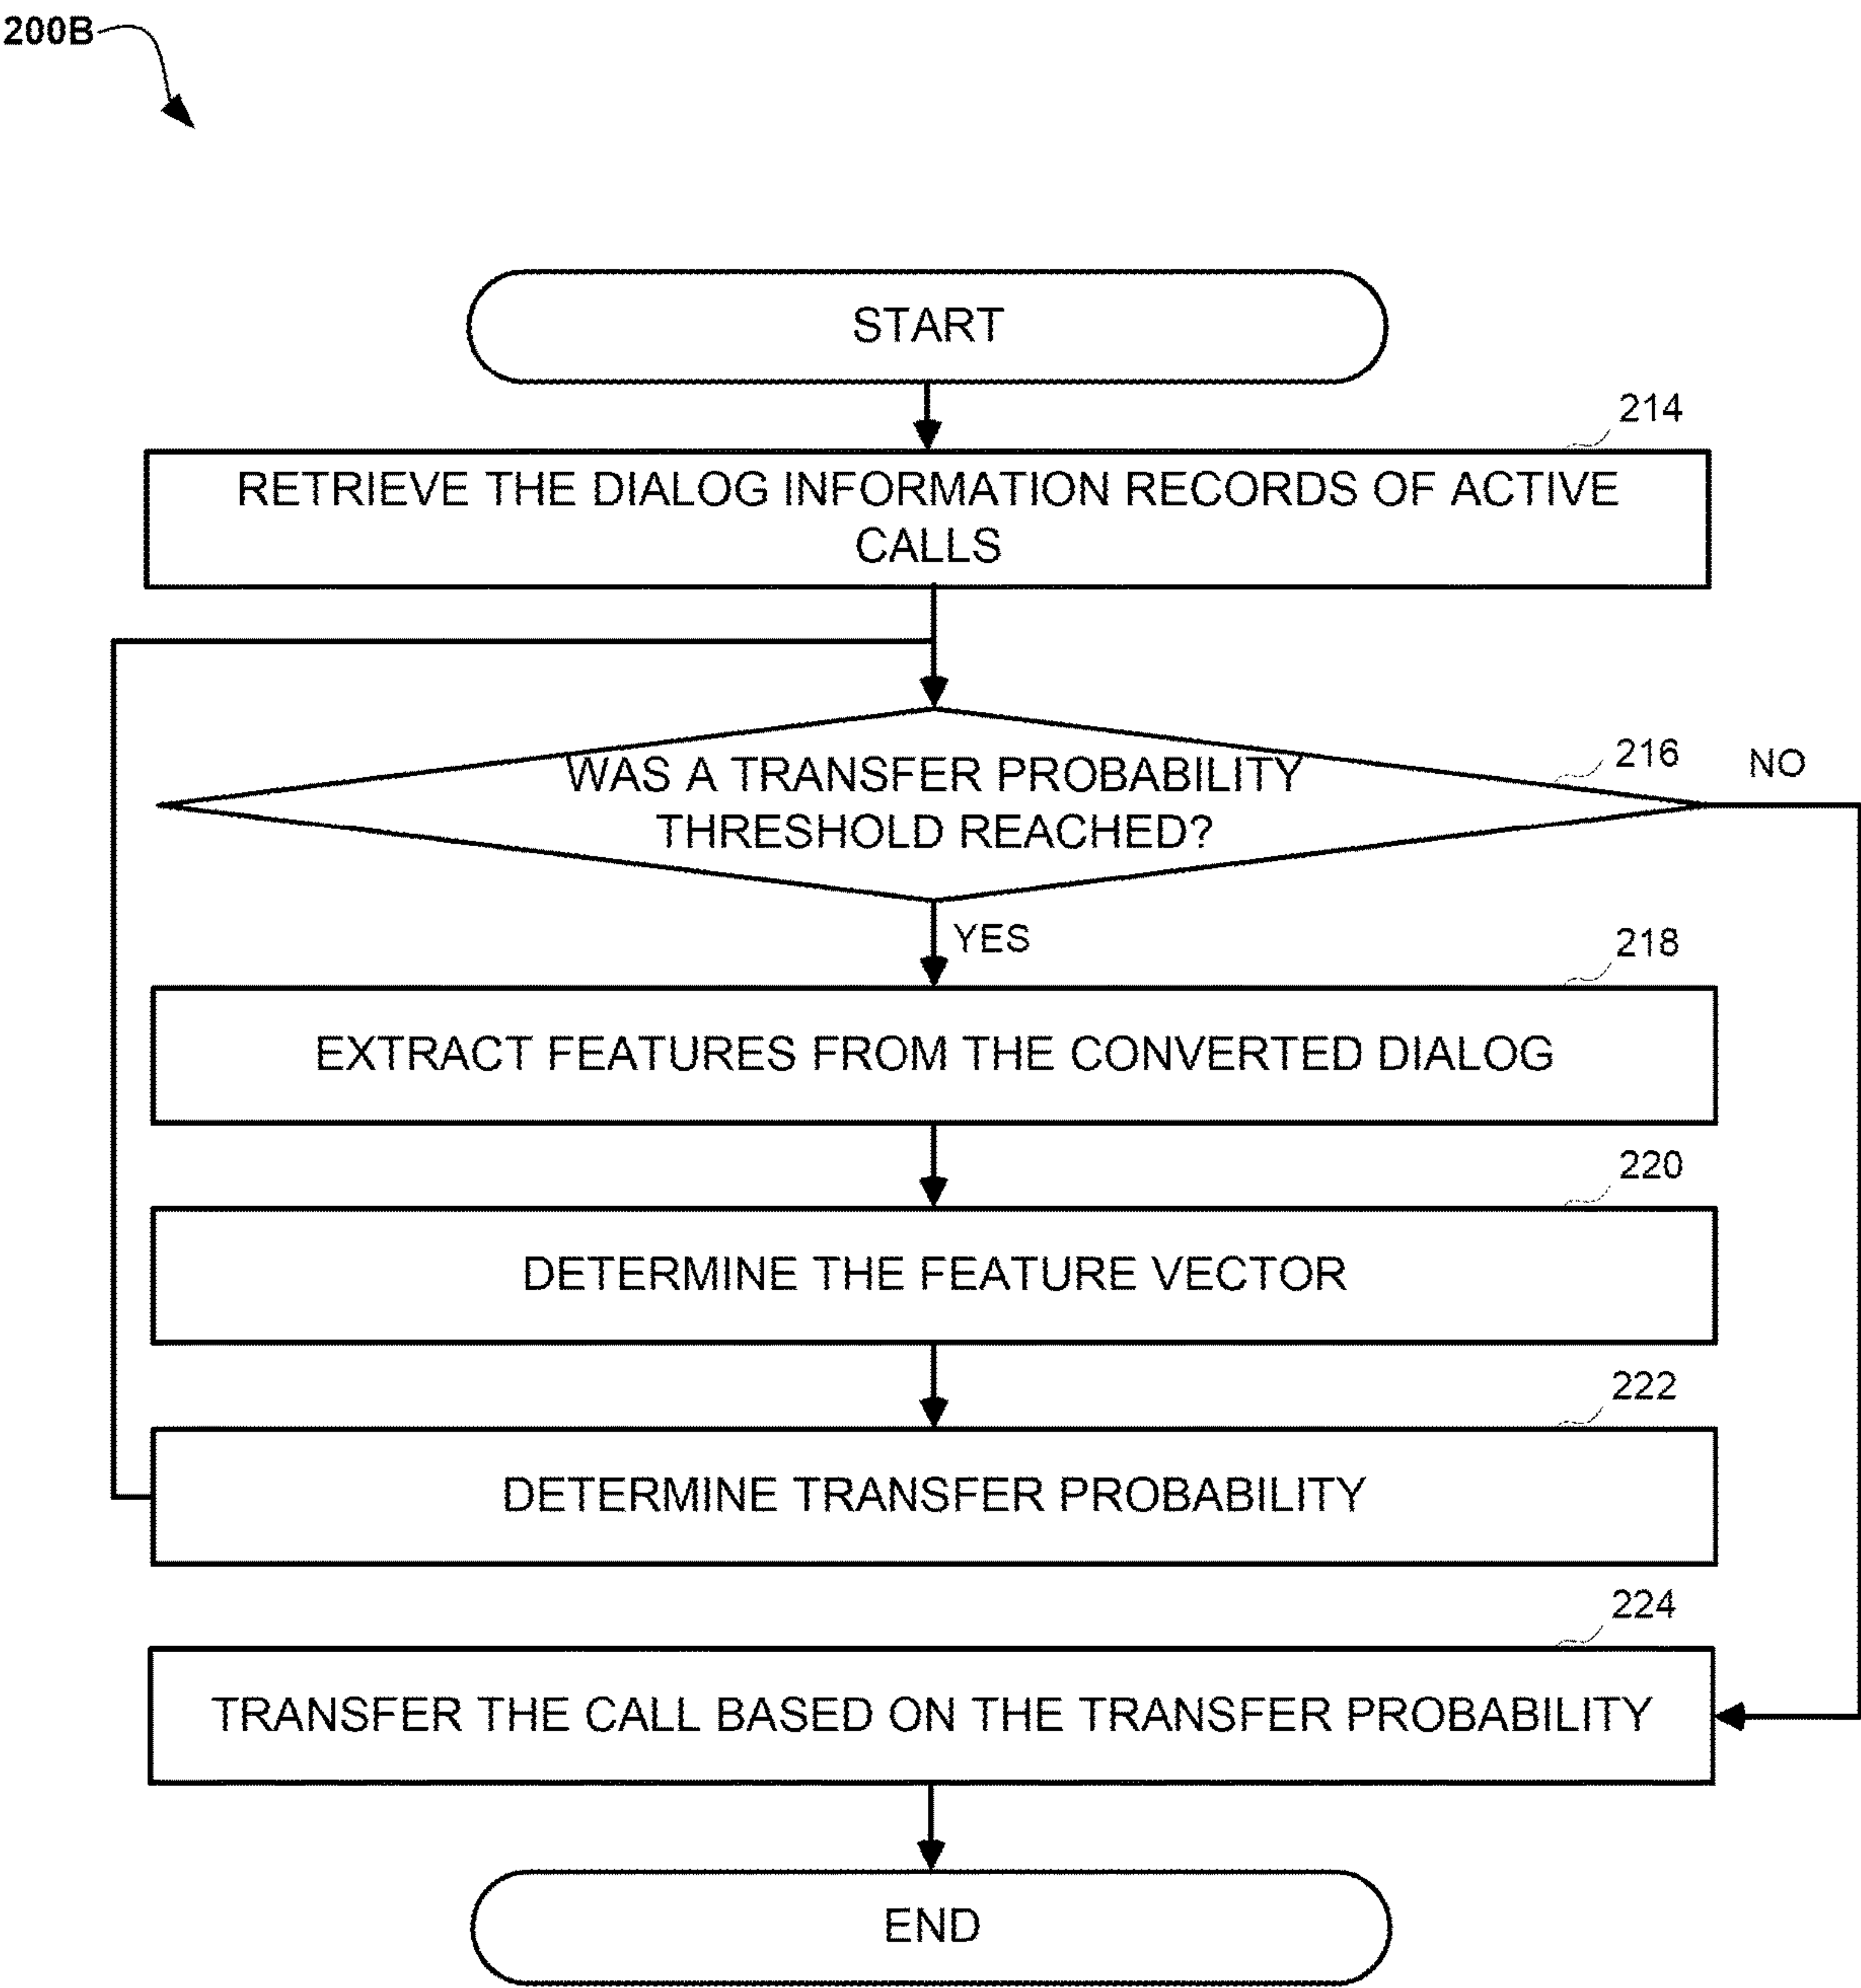 200B
START
214
RETRIEVE THE DIALOG INFORMATION RECORDS OF ACTIVE
CALLS
216
NO
WAS A TRANSFER PROBABILITY
THRESHOLD REACHED?
YES
218
EXTRACT FEATURES FROM THE CONVERTED DIALOG
220
DETERMINE THE FEATURE VECTOR
222
DETERMINE TRANSFER PROBABILITY
224
TRANSFER THE CALL BASED ON THE TRANSFER PROBABILITY
END